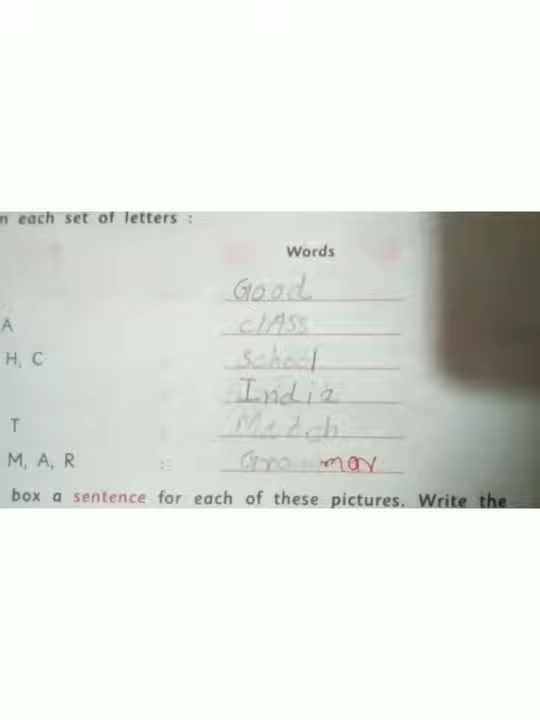 n each set of letters :
Words
Good
A clASS
H, C school
India
T Match
M, A, R : Grammar
box a sentence for each of these pictures. Write the